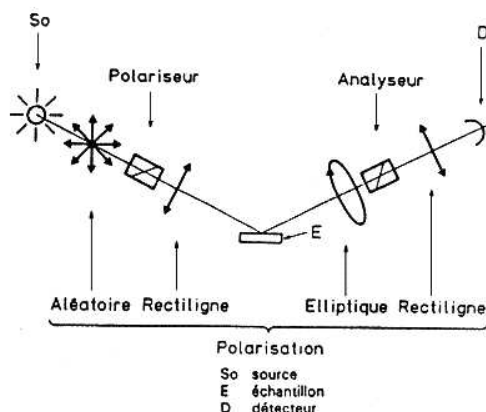 So
D
Polariseur
Analyseur
E
Aléatoire Rectiligne Elliptique Rectiligne
Polarisation
So source
E échantillon
D détecteur